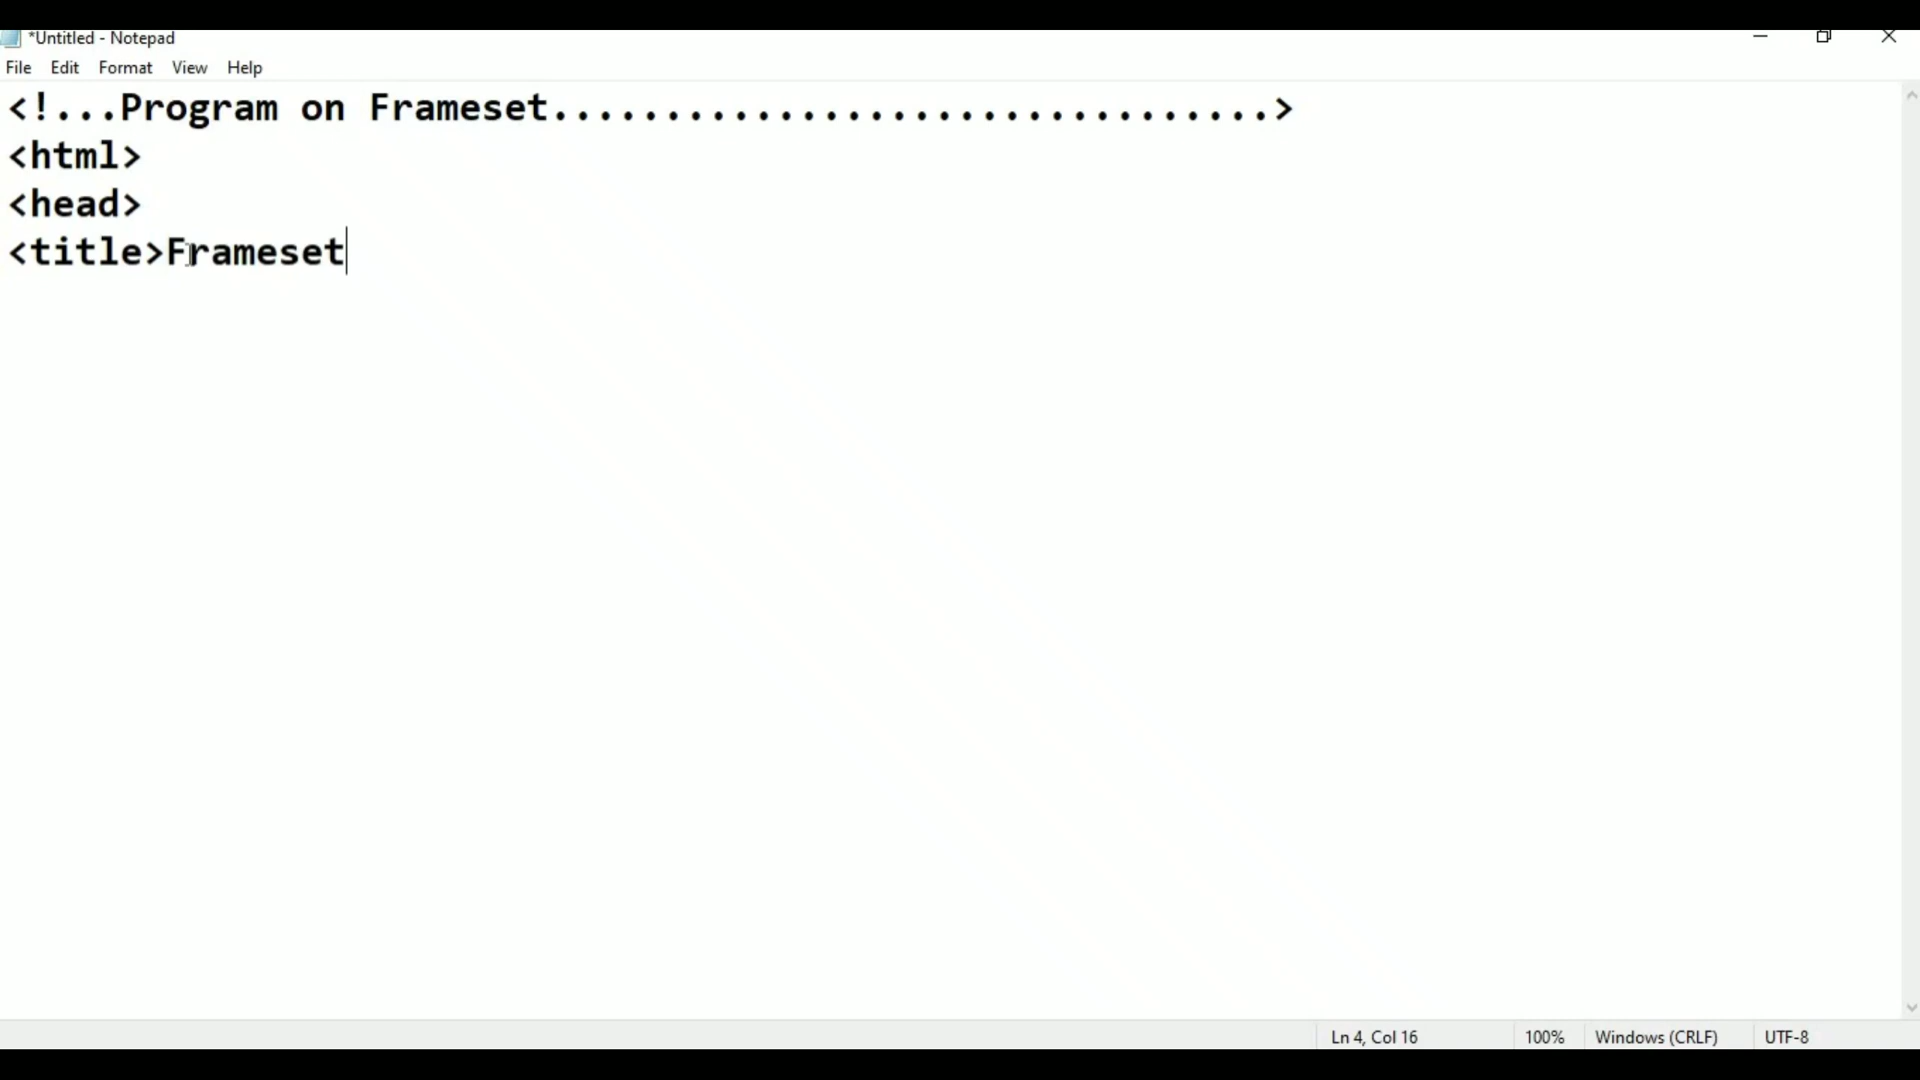 *Untitled - Notepad
File Edit Format View Help
<!...Program on Frameset................................>
<html>
<head>
<title>Frameset
Ln 4, Col 16 100% Windows (CRLF) UTF-8